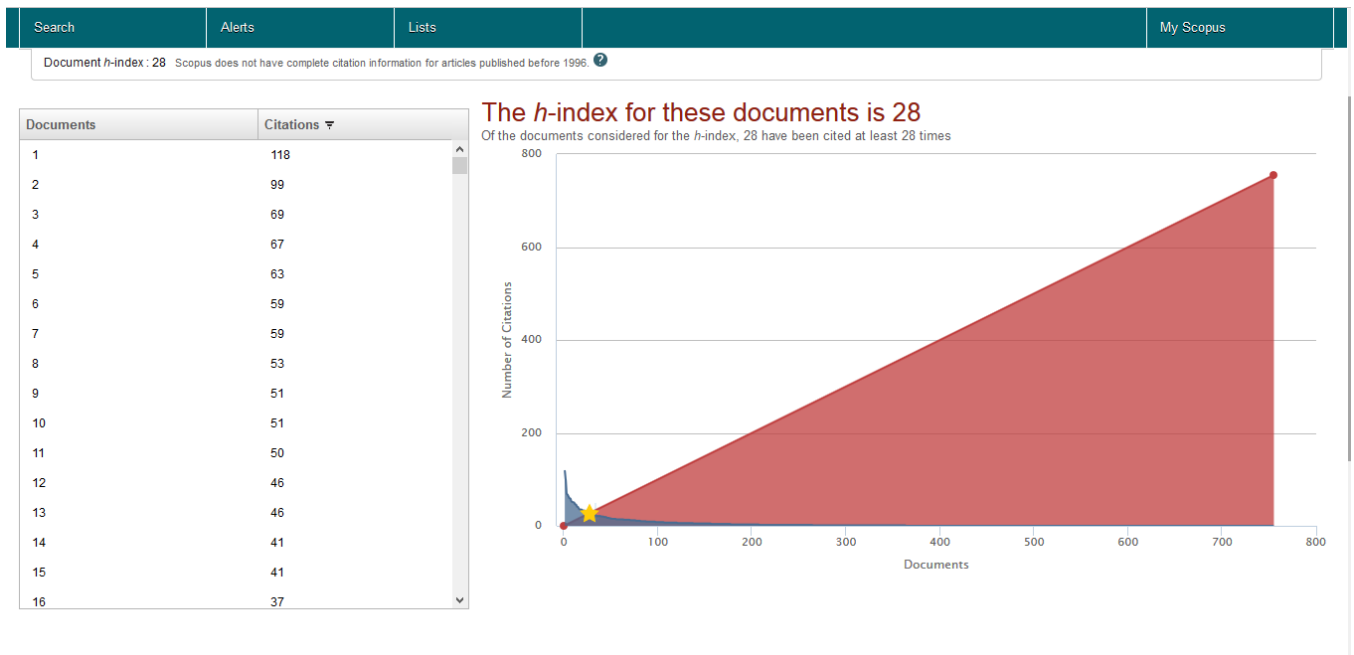 Search Alerts Lists My Scopus
Document h-index : 28 Scopus does not have complete citation information for articles published before 1996. ?
Documents Citations
1 118
2 99
3 69
4 67
5 63
6 59
7 59
8 53
9 51
10 51
11 50
12 46
13 46
14 41
15 41
16 37
The h-index for these documents is 28
Of the documents considered for the h-index, 28 have been cited at least 28 times
800
600
400
200
0
Number of Citations
0 100 200 300 400 500 600 700 800
Documents